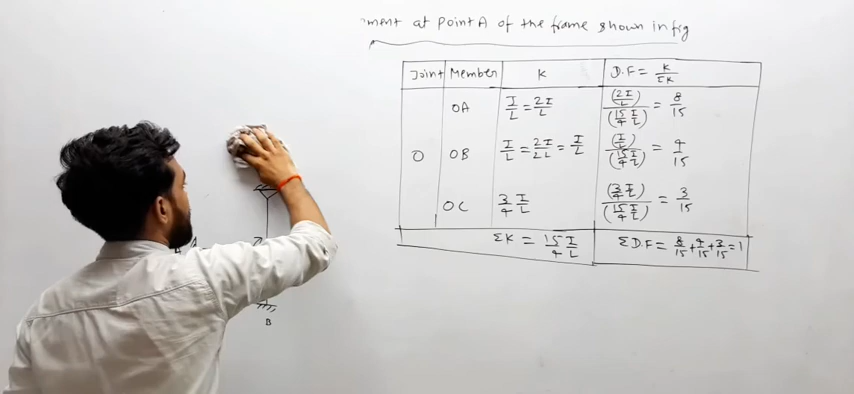 ment at point A of the frame shown in fig
Joint Member K D.F = K/ΣK
OA I/L = 2I/L (2I/L)/(15/4 I/L) = 8/15
O OB I/L = 2I/2L = I/L (I/L)/(15/4 I/L) = 4/15
OC 3/4 I/L (3/4 I/L)/(15/4 I/L) = 3/15
ΣK = 15/4 I/L ΣD.F = 8/15 + 4/15 + 3/15 = 1
B